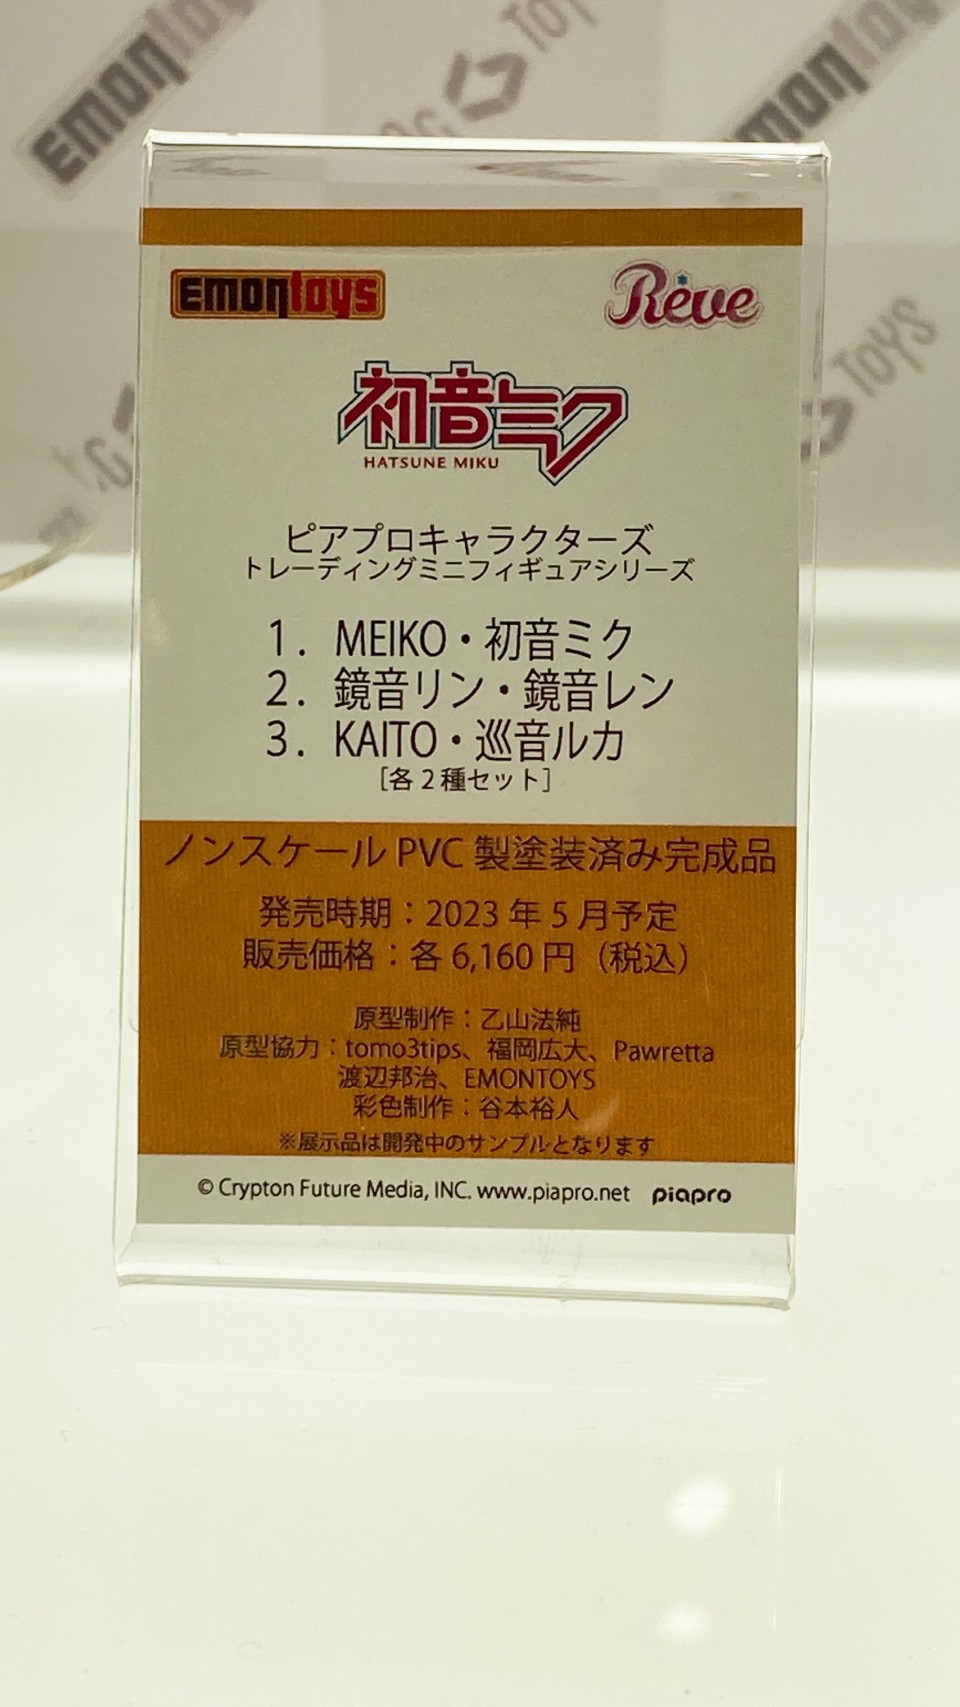 EMONtoys
TOYS
EMONtoys
EMONtoys
Rêve
TOYS
初音ミク
HATSUNE MIKU
ピアプロキャラクターズ
トレーディングミニフィギュアシリーズ
1. MEIKO・初音ミク
2. 鏡音リン・鏡音レン
3. KAITO・巡音ルカ
[各2種セット]
ノンスケール PVC 製塗装済み完成品
発売時期：2023年5月予定
販売価格：各 6,160 円（税込）
原型制作：乙山法純
原型協力：tomo3tips、福岡広大、Pawretta
渡辺邦治、EMONTOYS
彩色制作：谷本裕人
※展示品は開発中のサンプルとなります
© Crypton Future Media, INC. www.piapro.net piapro